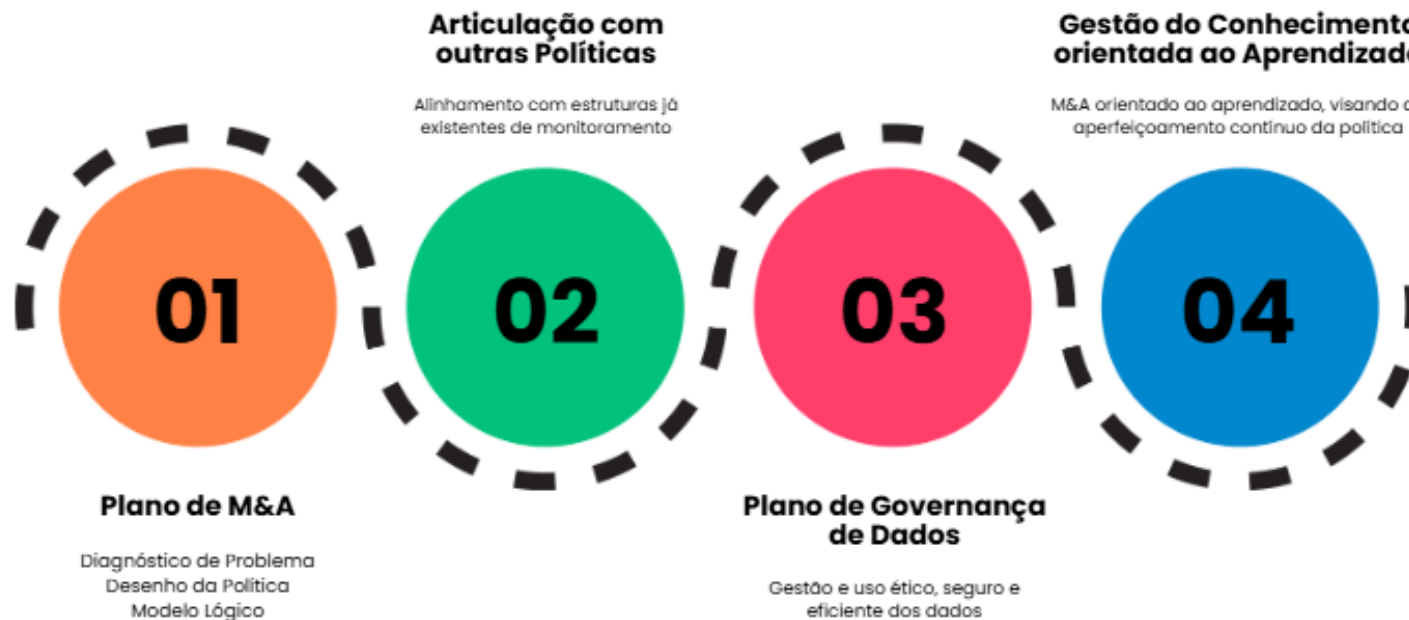 01
Plano de M&A
Diagnóstico de Problema
Desenho da Política
Modelo Lógico
Articulação com
outras Políticas
Alinhamento com estruturas já
existentes de monitoramento
02
03
Plano de Governança
de Dados
Gestão e uso ético, seguro e
eficiente dos dados
Gestão do Conhecimento
orientada ao Aprendizado
M&A orientado ao aprendizado, visando o
aperfeiçoamento contínuo da política
04